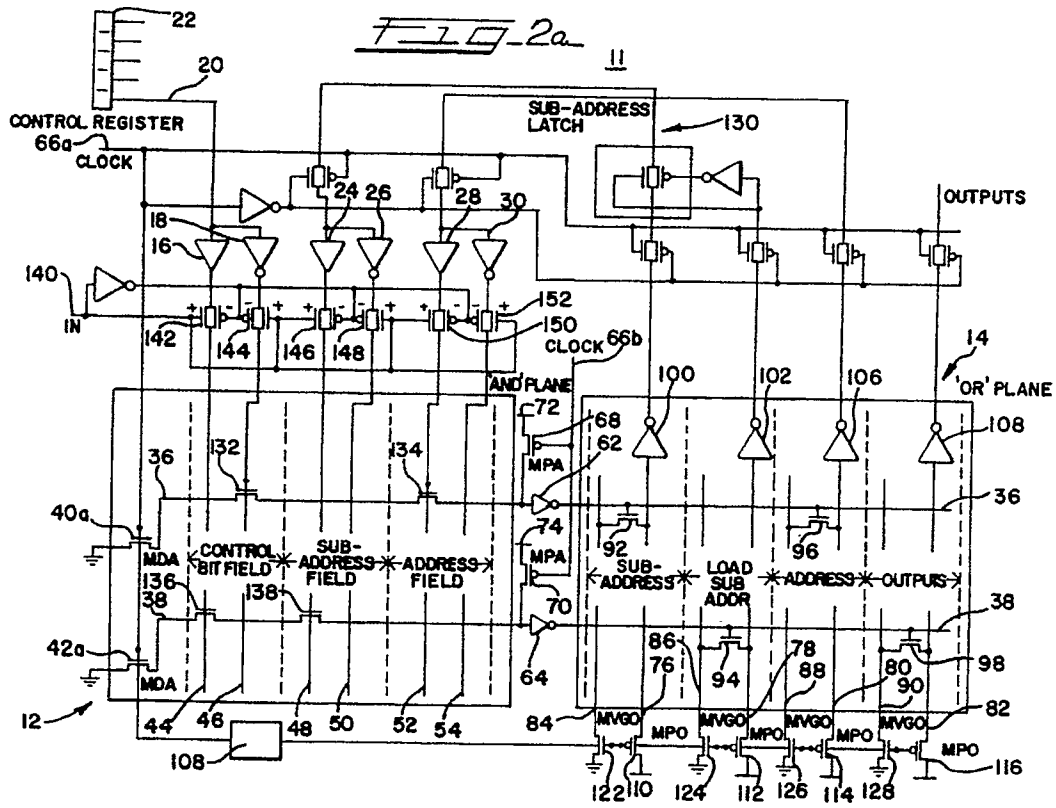 22
Fig-2a
11
20
SUB-ADDRESS
LATCH
130
CONTROL REGISTER
66a
CLOCK
OUTPUTS
24
26
28
30
18
16
140
IN
+ - - + + - - + + - - +
142
144
146
148
150
152
CLOCK
66b
14
'AND' PLANE
'OR' PLANE
72
68
100
102
106
108
62
MPA
132
134
36
36
40a
92
96
74
MDA
CONTROL
BIT FIELD
SUB-
ADDRESS
FIELD
ADDRESS
FIELD
MPA
SUB-
ADDRESS
LOAD
SUB
ADDR
ADDRESS
OUTPUTS
136
138
70
38
38
42a
64
86
94
78
98
MDA
76
88
80
90
12
44
46
48
50
52
54
84
MVGO
MVGO
MVGO
MVGO
82
MPO
MPO
MPO
MPO
108
122
110
124
112
126
114
128
116